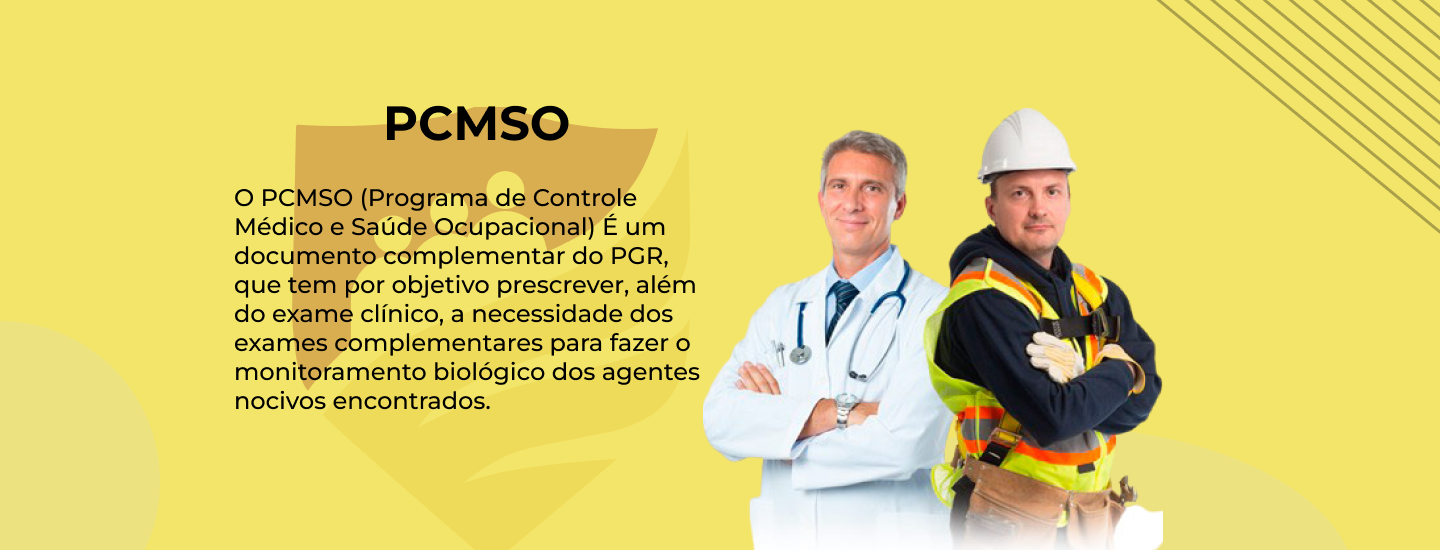 PCMSO
O PCMSO (Programa de Controle
Médico e Saúde Ocupacional) É um
documento complementar do PGR,
que tem por objetivo prescrever, além
do exame clínico, a necessidade dos
exames complementares para fazer o
monitoramento biológico dos agentes
nocivos encontrados.